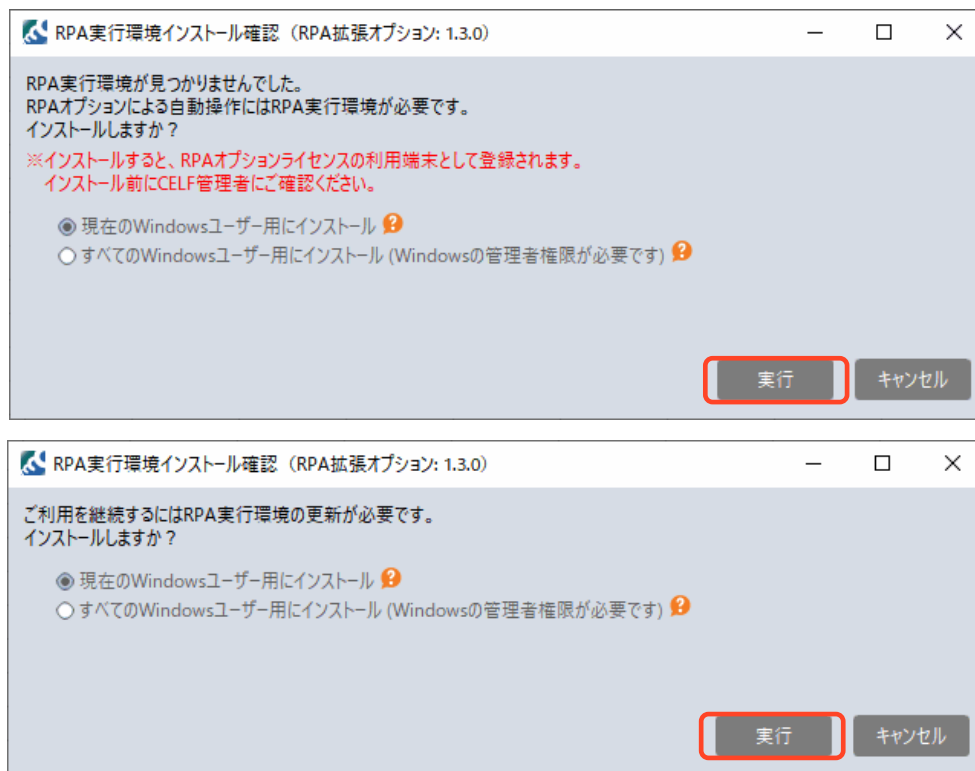 RPA実行環境インストール確認（RPA拡張オプション: 1.3.0）
RPA実行環境が見つかりませんでした。
RPAオプションによる自動操作にはRPA実行環境が必要です。
インストールしますか？
※インストールすると、RPAオプションライセンスの利用端末として登録されます。
インストール前にCELF管理者にご確認ください。
現在のWindowsユーザー用にインストール ?
すべてのWindowsユーザー用にインストール (Windowsの管理者権限が必要です) ?
実行 キャンセル
RPA実行環境インストール確認（RPA拡張オプション: 1.3.0）
ご利用を継続するにはRPA実行環境の更新が必要です。
インストールしますか？
現在のWindowsユーザー用にインストール ?
すべてのWindowsユーザー用にインストール (Windowsの管理者権限が必要です) ?
実行 キャンセル